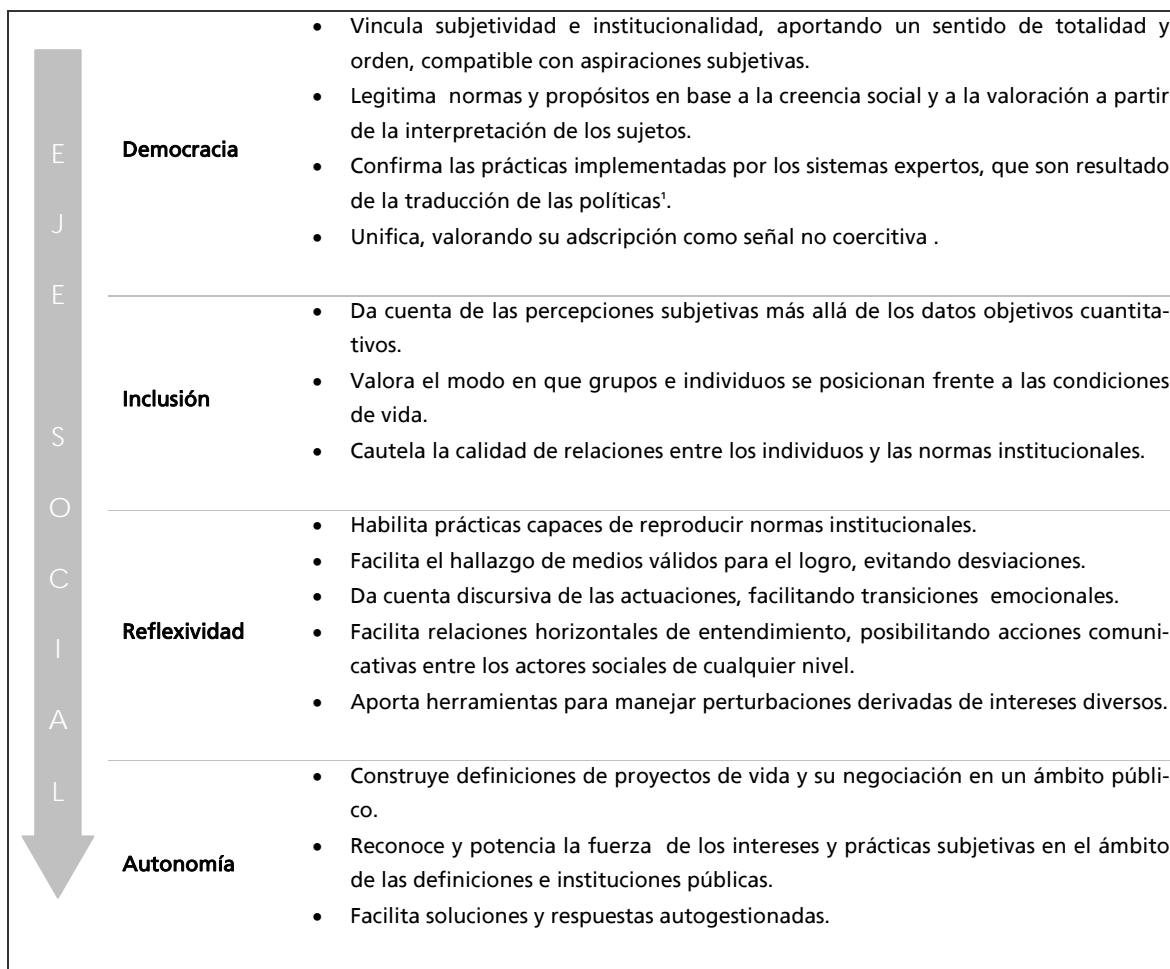 EJE SOCIAL
Democracia
• Vincula subjetividad e institucionalidad, aportando un sentido de totalidad y
orden, compatible con aspiraciones subjetivas.
• Legitima normas y propósitos en base a la creencia social y a la valoración a partir
de la interpretación de los sujetos.
• Confirma las prácticas implementadas por los sistemas expertos, que son resultado
de la traducción de las políticas¹.
• Unifica, valorando su adscripción como señal no coercitiva .
Inclusión
• Da cuenta de las percepciones subjetivas más allá de los datos objetivos cuantita-
tivos.
• Valora el modo en que grupos e individuos se posicionan frente a las condiciones
de vida.
• Cautela la calidad de relaciones entre los individuos y las normas institucionales.
Reflexividad
• Habilita prácticas capaces de reproducir normas institucionales.
• Facilita el hallazgo de medios válidos para el logro, evitando desviaciones.
• Da cuenta discursiva de las actuaciones, facilitando transiciones emocionales.
• Facilita relaciones horizontales de entendimiento, posibilitando acciones comuni-
cativas entre los actores sociales de cualquier nivel.
• Aporta herramientas para manejar perturbaciones derivadas de intereses diversos.
Autonomía
• Construye definiciones de proyectos de vida y su negociación en un ámbito públi-
co.
• Reconoce y potencia la fuerza de los intereses y prácticas subjetivas en el ámbito
de las definiciones e instituciones públicas.
• Facilita soluciones y respuestas autogestionadas.